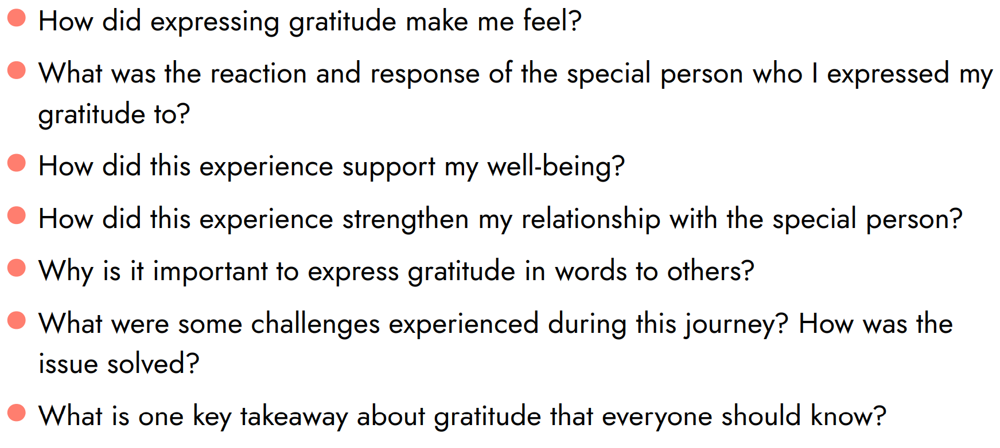 How did expressing gratitude make me feel?
What was the reaction and response of the special person who I expressed my
gratitude to?
How did this experience support my well-being?
How did this experience strengthen my relationship with the special person?
Why is it important to express gratitude in words to others?
What were some challenges experienced during this journey? How was the
issue solved?
What is one key takeaway about gratitude that everyone should know?